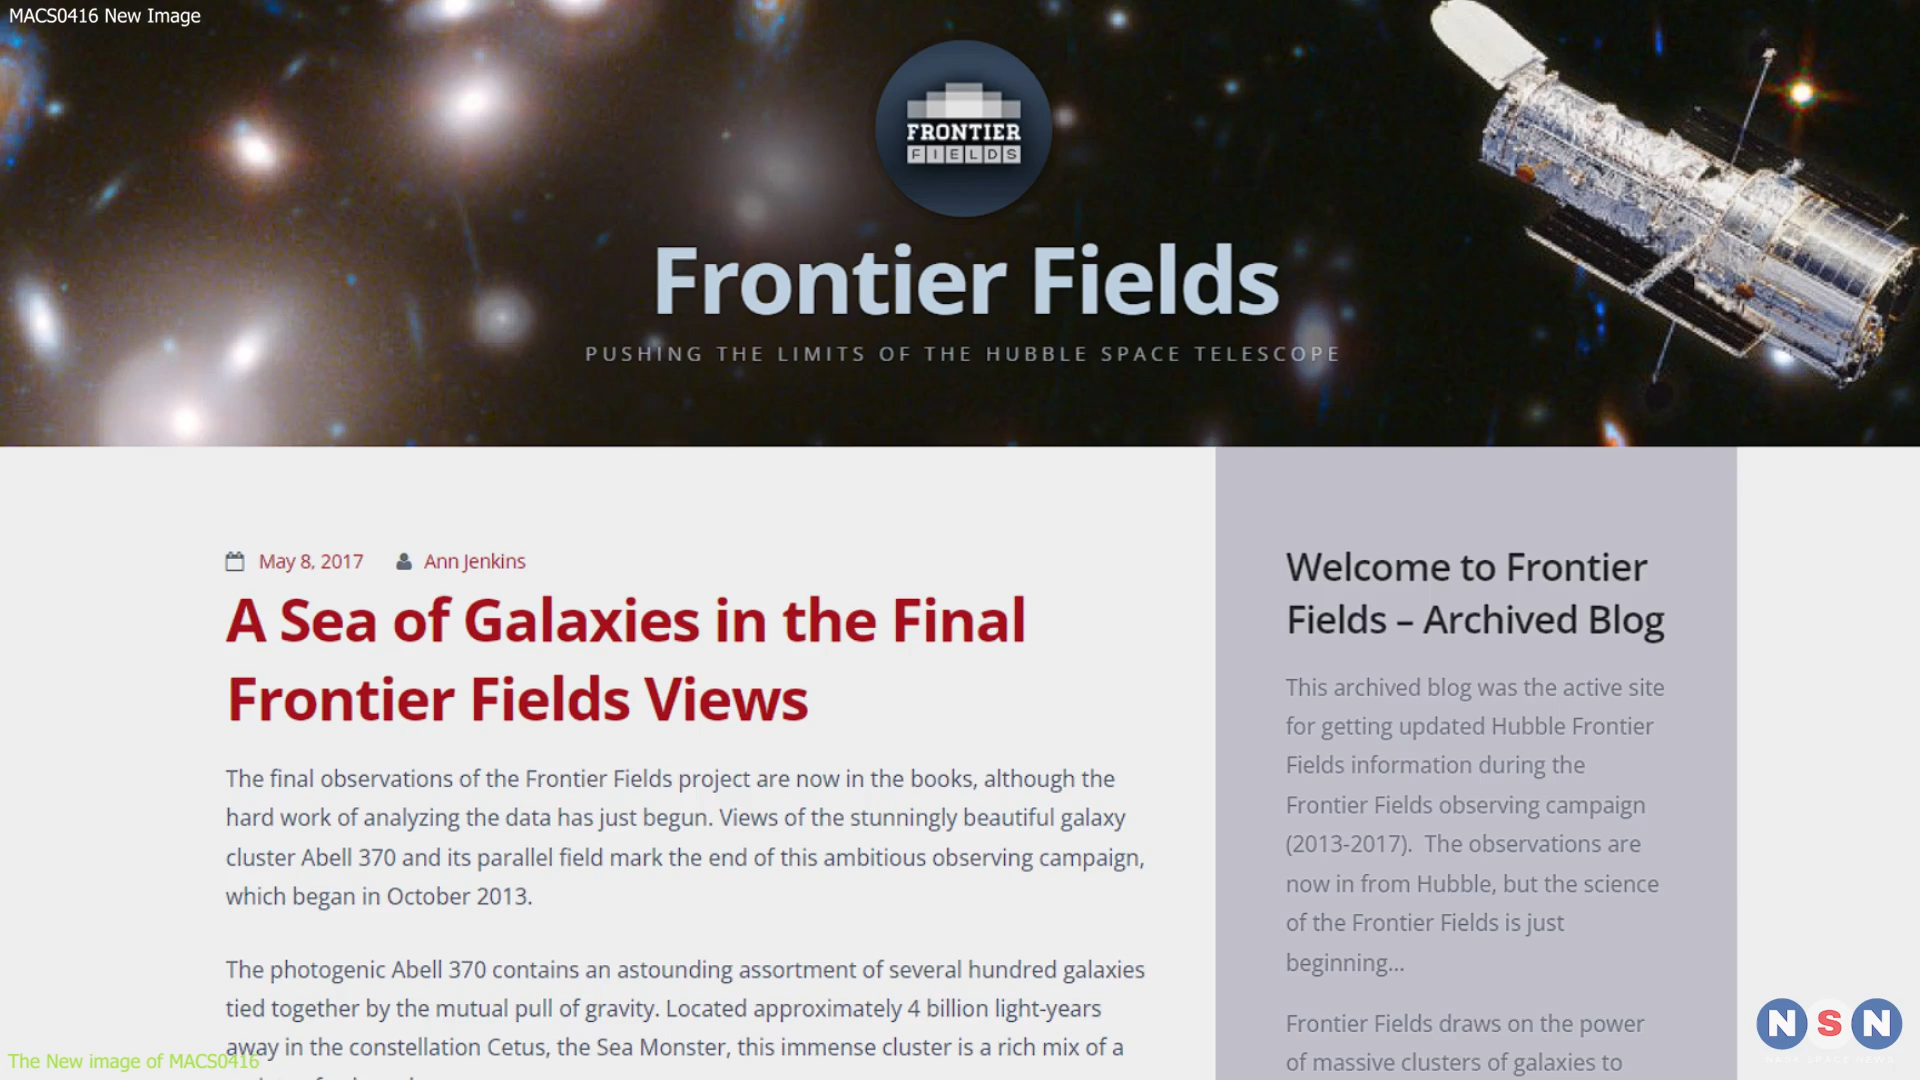 MACS0416 New Image
FRONTIER
FIELDS
Frontier Fields
PUSHING THE LIMITS OF THE HUBBLE SPACE TELESCOPE
May 8, 2017 Ann Jenkins
A Sea of Galaxies in the Final
Frontier Fields Views
The final observations of the Frontier Fields project are now in the books, although the
hard work of analyzing the data has just begun. Views of the stunningly beautiful galaxy
cluster Abell 370 and its parallel field mark the end of this ambitious observing campaign,
which began in October 2013.
The photogenic Abell 370 contains an astounding assortment of several hundred galaxies
tied together by the mutual pull of gravity. Located approximately 4 billion light-years
away in the constellation Cetus, the Sea Monster, this immense cluster is a rich mix of a
Welcome to Frontier
Fields – Archived Blog
This archived blog was the active site
for getting updated Hubble Frontier
Fields information during the
Frontier Fields observing campaign
(2013-2017). The observations are
now in from Hubble, but the science
of the Frontier Fields is just
beginning...
Frontier Fields draws on the power
of massive clusters of galaxies to
The New image of MACS0416
NSN